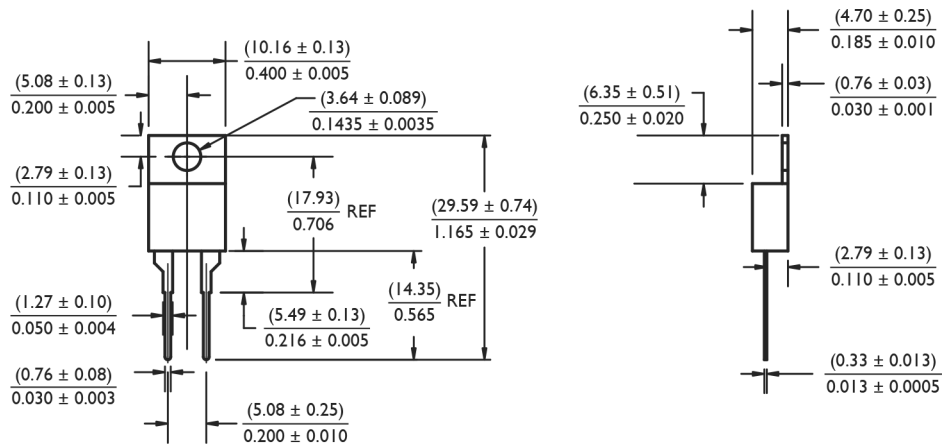 (10.16 ± 0.13)
0.400 ± 0.005
(5.08 ± 0.13)
0.200 ± 0.005
(3.64 ± 0.089)
0.1435 ± 0.0035
(2.79 ± 0.13)
0.110 ± 0.005
(17.93) REF
0.706
(29.59 ± 0.74)
1.165 ± 0.029
(14.35) REF
0.565
(1.27 ± 0.10)
0.050 ± 0.004
(5.49 ± 0.13)
0.216 ± 0.005
(0.76 ± 0.08)
0.030 ± 0.003
(5.08 ± 0.25)
0.200 ± 0.010
(4.70 ± 0.25)
0.185 ± 0.010
(0.76 ± 0.03)
0.030 ± 0.001
(6.35 ± 0.51)
0.250 ± 0.020
(2.79 ± 0.13)
0.110 ± 0.005
(0.33 ± 0.013)
0.013 ± 0.0005